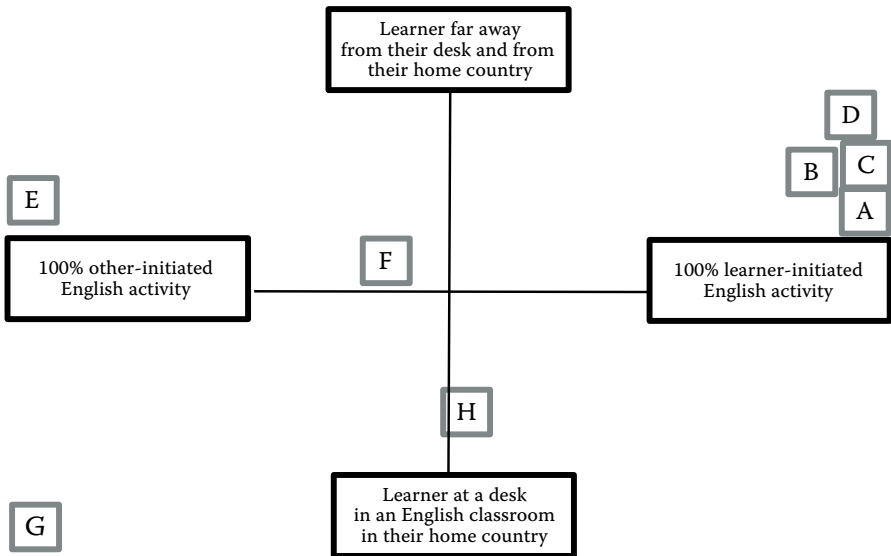 Learner far away
from their desk and from
their home country
D
B
C
A
E
F
100% other-initiated
English activity
100% learner-initiated
English activity
H
Learner at a desk
in an English classroom
in their home country
G